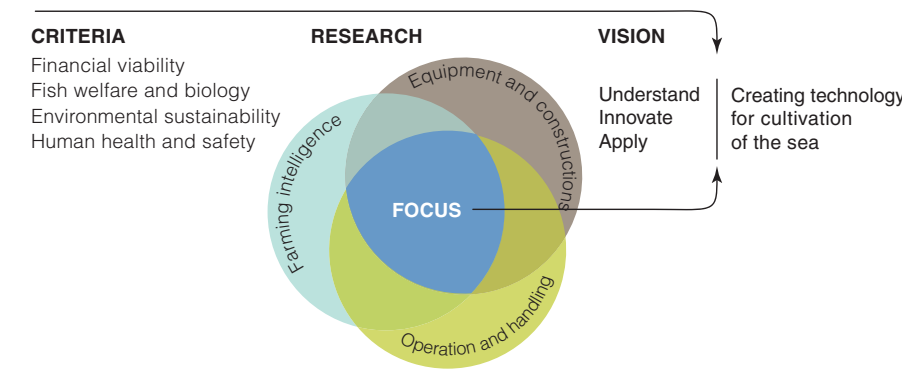 CRITERIA
Financial viability
Fish welfare and biology
Environmental sustainability
Human health and safety
RESEARCH
Equipment and constructions
Farming intelligence
FOCUS
Operation and handling
VISION
Understand
Innovate
Apply
Creating technology
for cultivation
of the sea